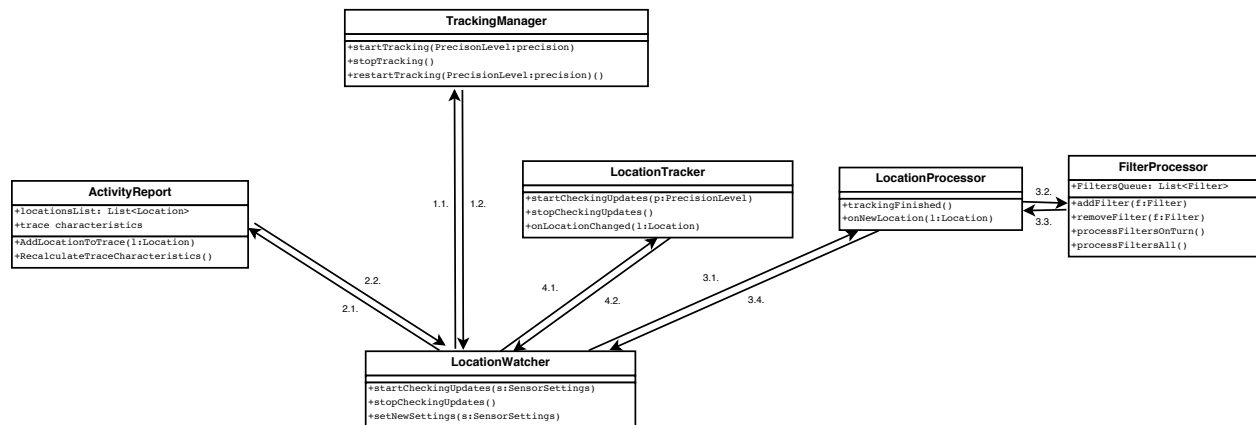 TrackingManager
+startTracking(PrecisonLevel:precision)
+stopTracking()
+restartTracking(PrecisionLevel:precision)()
1.1.
1.2.
ActivityReport
+locationsList: List<Location>
+trace characteristics
+AddLocationToTrace(l:Location)
+RecalculateTraceCharacteristics()
LocationTracker
+startCheckingUpdates(p:PrecisionLevel)
+stopCheckingUpdates()
+onLocationChanged(l:Location)
LocationProcessor
+trackingFinished()
+onNewLocation(l:Location)
3.2.
3.3.
FilterProcessor
+FiltersQueue: List<Filter>
+addFilter(f:Filter)
+removeFilter(f:Filter)
+processFiltersOnTurn()
+processFiltersAll()
2.2.
2.1.
4.1.
4.2.
3.1.
3.4.
LocationWatcher
+startCheckingUpdates(s:SensorSettings)
+stopCheckingUpdates()
+setNewSettings(s:SensorSettings)